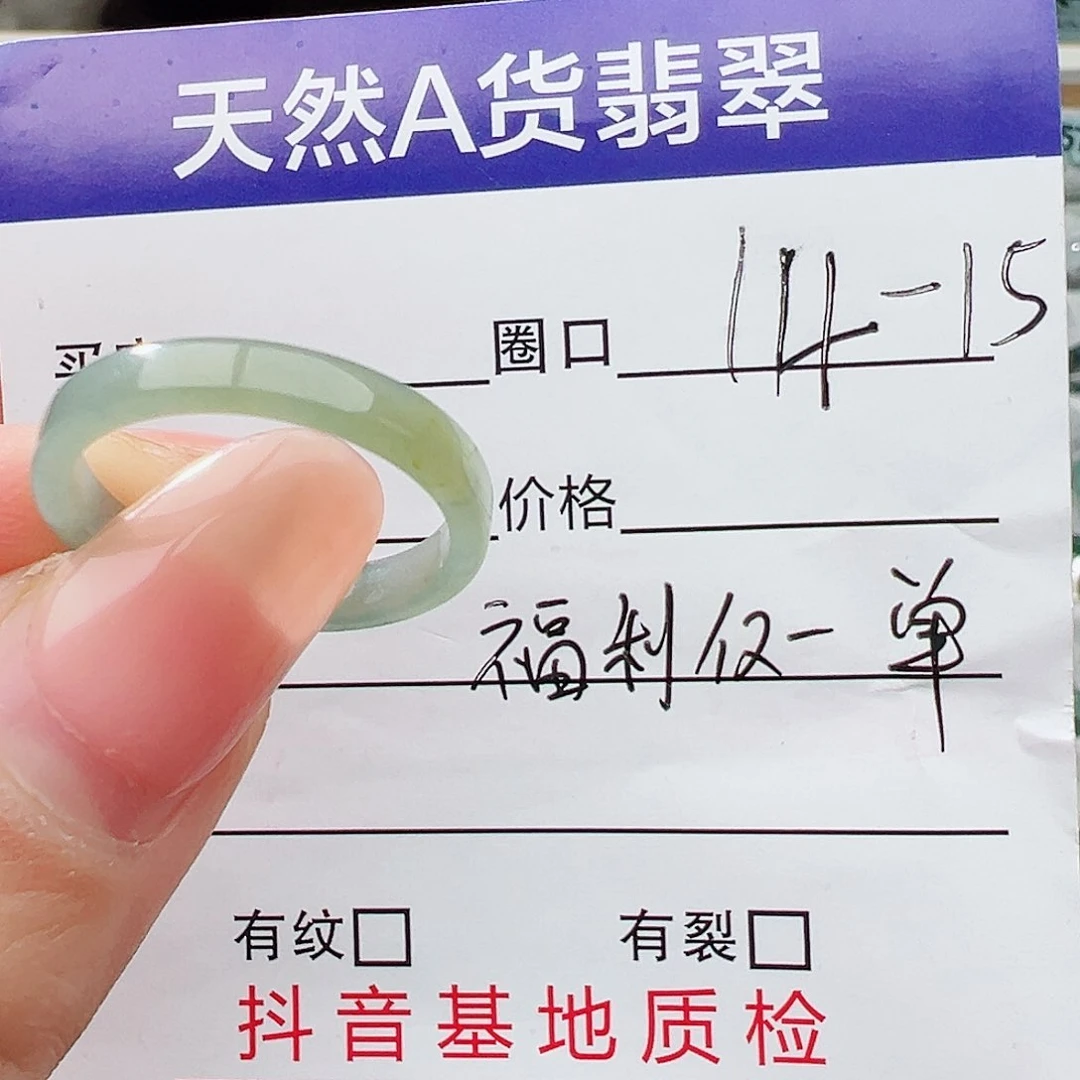 天然A货翡翠
圈口 14-15
价格
福利仅一单
有纹□ 有裂□
抖音基地质检